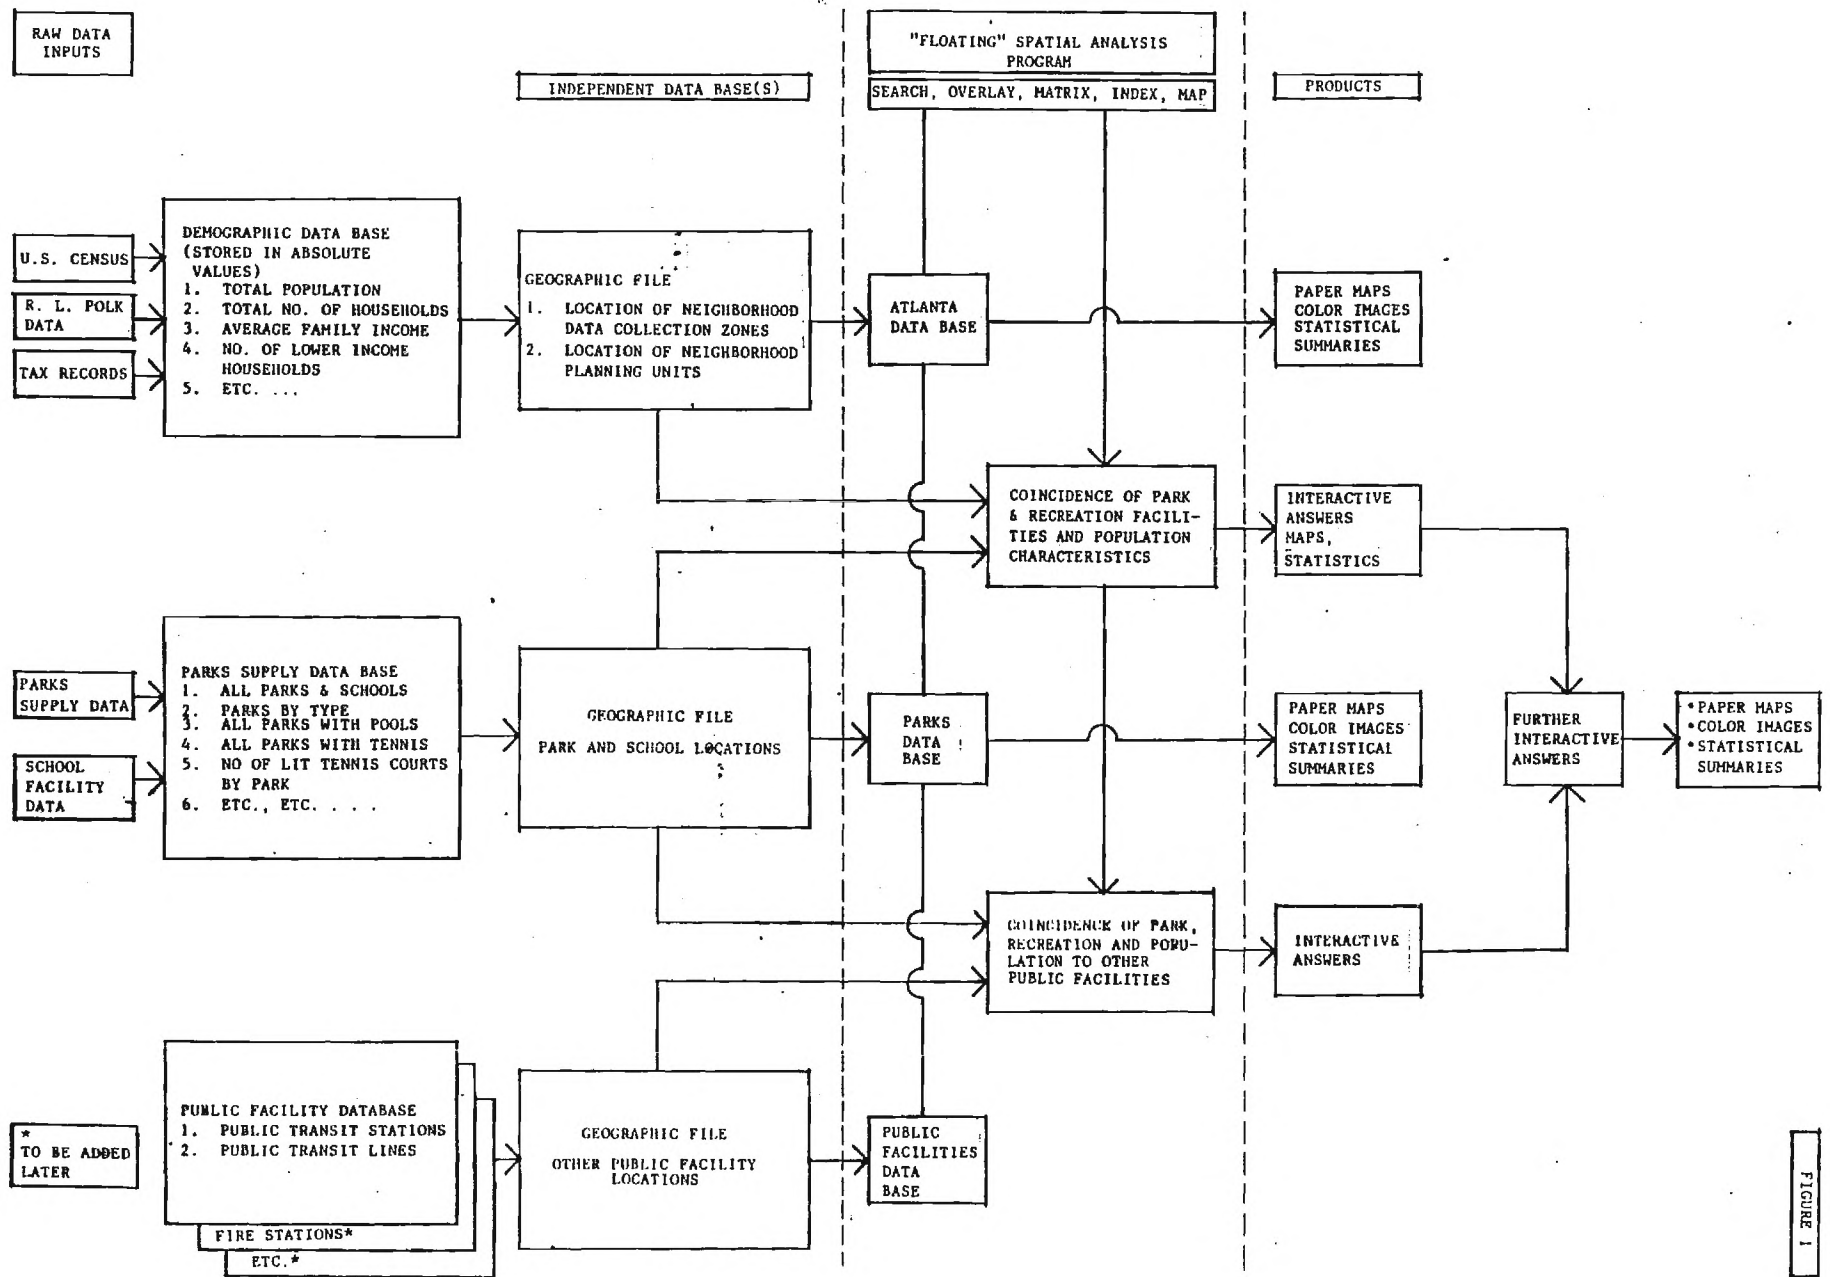 RAW DATA
INPUTS
INDEPENDENT DATA BASE(S)
"FLOATING" SPATIAL ANALYSIS
PROGRAM
SEARCH, OVERLAY, MATRIX, INDEX, MAP
PRODUCTS
U.S. CENSUS
R. L. POLK
DATA
TAX RECORDS
DEMOGRAPHIC DATA BASE
(STORED IN ABSOLUTE
VALUES)
1. TOTAL POPULATION
2. TOTAL NO. OF HOUSEHOLDS
3. AVERAGE FAMILY INCOME
4. NO. OF LOWER INCOME
HOUSEHOLDS
5. ETC. ...
GEOGRAPHIC FILE
1. LOCATION OF NEIGHBORHOOD
DATA COLLECTION ZONES
2. LOCATION OF NEIGHBORHOOD
PLANNING UNITS
ATLANTA
DATA BASE
PAPER MAPS
COLOR IMAGES
STATISTICAL
SUMMARIES
COINCIDENCE OF PARK
& RECREATION FACILI-
TIES AND POPULATION
CHARACTERISTICS
INTERACTIVE
ANSWERS
MAPS,
STATISTICS
PARKS
SUPPLY DATA
SCHOOL
FACILITY
DATA
PARKS SUPPLY DATA BASE
1. ALL PARKS & SCHOOLS
2. PARKS BY TYPE
3. ALL PARKS WITH POOLS
4. ALL PARKS WITH TENNIS
5. NO OF LIT TENNIS COURTS
BY PARK
6. ETC., ETC. . . .
GEOGRAPHIC FILE
PARK AND SCHOOL LOCATIONS
PARKS
DATA
BASE
PAPER MAPS
COLOR IMAGES
STATISTICAL
SUMMARIES
FURTHER
INTERACTIVE
ANSWERS
*PAPER MAPS
*COLOR IMAGES
*STATISTICAL
SUMMARIES
COINCIDENCE OF PARK,
RECREATION AND POPU-
LATION TO OTHER
PUBLIC FACILITIES
INTERACTIVE
ANSWERS
*
TO BE ADDED
LATER
PUBLIC FACILITY DATABASE
1. PUBLIC TRANSIT STATIONS
2. PUBLIC TRANSIT LINES
FIRE STATIONS*
ETC.*
GEOGRAPHIC FILE
OTHER PUBLIC FACILITY
LOCATIONS
PUBLIC
FACILITIES
DATA
BASE
FIGURE 1